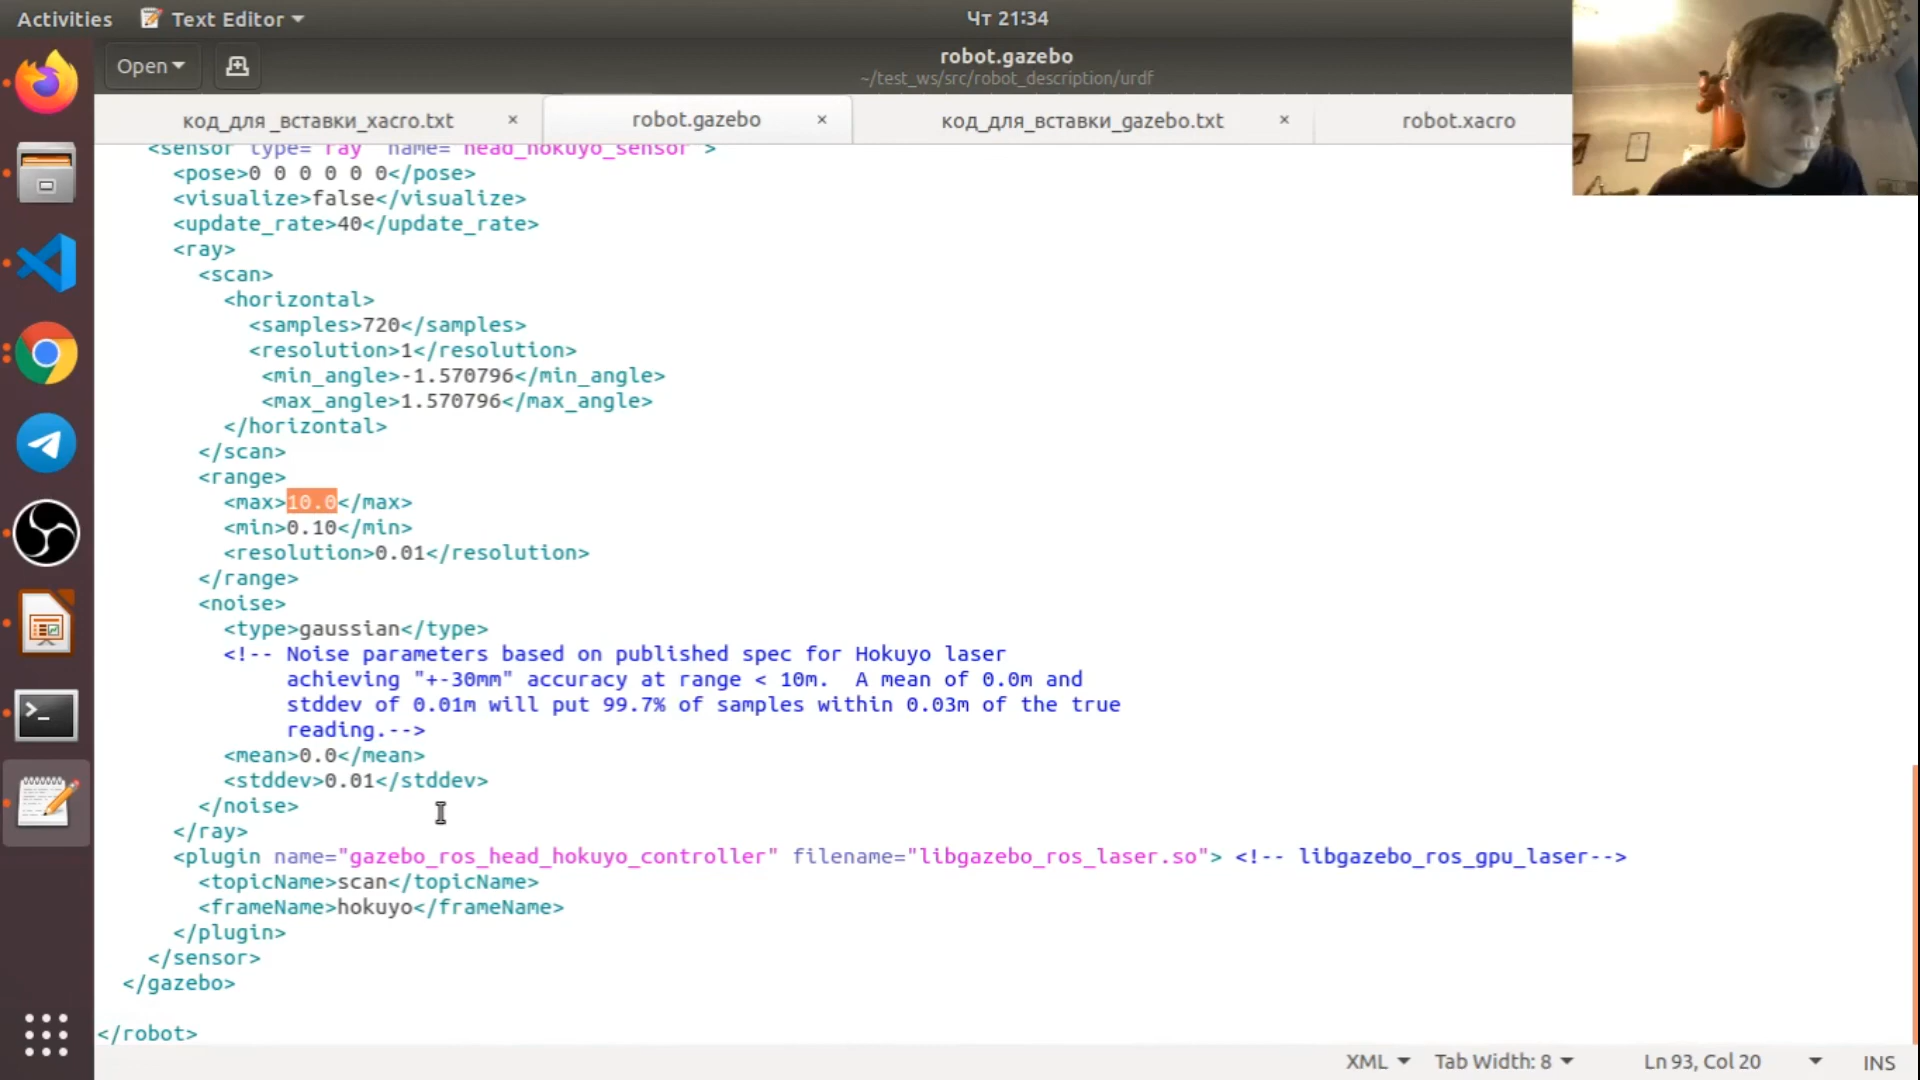 Activities
Text Editor
Чт 21:34
Open
robot.gazebo
~/test_ws/src/robot_description/urdf
код_для _вставки_xacro.txt ×
robot.gazebo ×
код_для_вставки_gazebo.txt ×
robot.xacro
<sensor type="ray" name="head_hokuyo_sensor">
<pose>0 0 0 0 0 0</pose>
<visualize>false</visualize>
<update_rate>40</update_rate>
<ray>
<scan>
<horizontal>
<samples>720</samples>
<resolution>1</resolution>
<min_angle>-1.570796</min_angle>
<max_angle>1.570796</max_angle>
</horizontal>
</scan>
<range>
<max>10.0</max>
<min>0.10</min>
<resolution>0.01</resolution>
</range>
<noise>
<type>gaussian</type>
<!-- Noise parameters based on published spec for Hokuyo laser
achieving "+-30mm" accuracy at range < 10m.  A mean of 0.0m and
stddev of 0.01m will put 99.7% of samples within 0.03m of the true
reading.-->
<mean>0.0</mean>
<stddev>0.01</stddev>
</noise>
</ray>
<plugin name="gazebo_ros_head_hokuyo_controller" filename="libgazebo_ros_laser.so"> <!-- libgazebo_ros_gpu_laser-->
<topicName>scan</topicName>
<frameName>hokuyo</frameName>
</plugin>
</sensor>
</gazebo>
</robot>
XML
Tab Width: 8
Ln 93, Col 20
INS